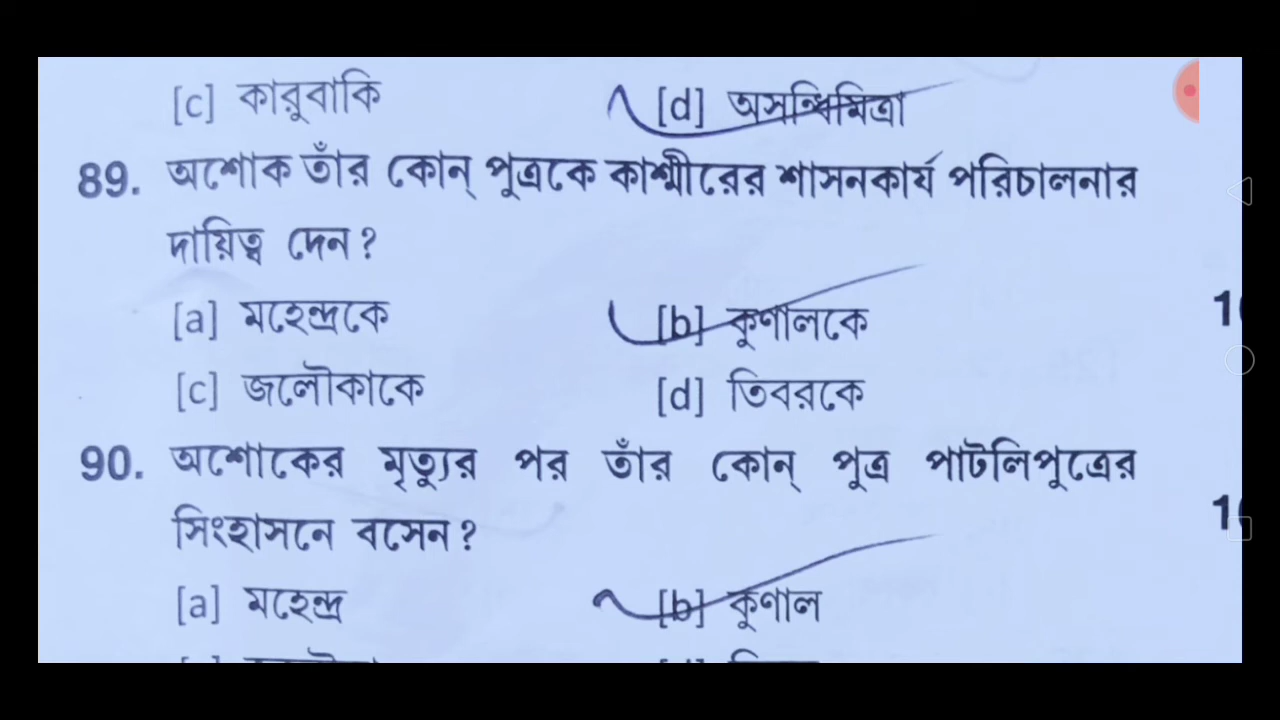 [c] কারুবাকি [d] অসন্ধিমিত্রা
89. অশোক তাঁর কোন্ পুত্রকে কাশ্মীরের শাসনকার্য পরিচালনার
দায়িত্ব দেন?
[a] মহেন্দ্রকে [b] কুণালকে
[c] জলৌকাকে [d] তিবরকে
90. অশোকের মৃত্যুর পর তাঁর কোন্ পুত্র পাটলিপুত্রের
সিংহাসনে বসেন?
[a] মহেন্দ্র [b] কুণাল